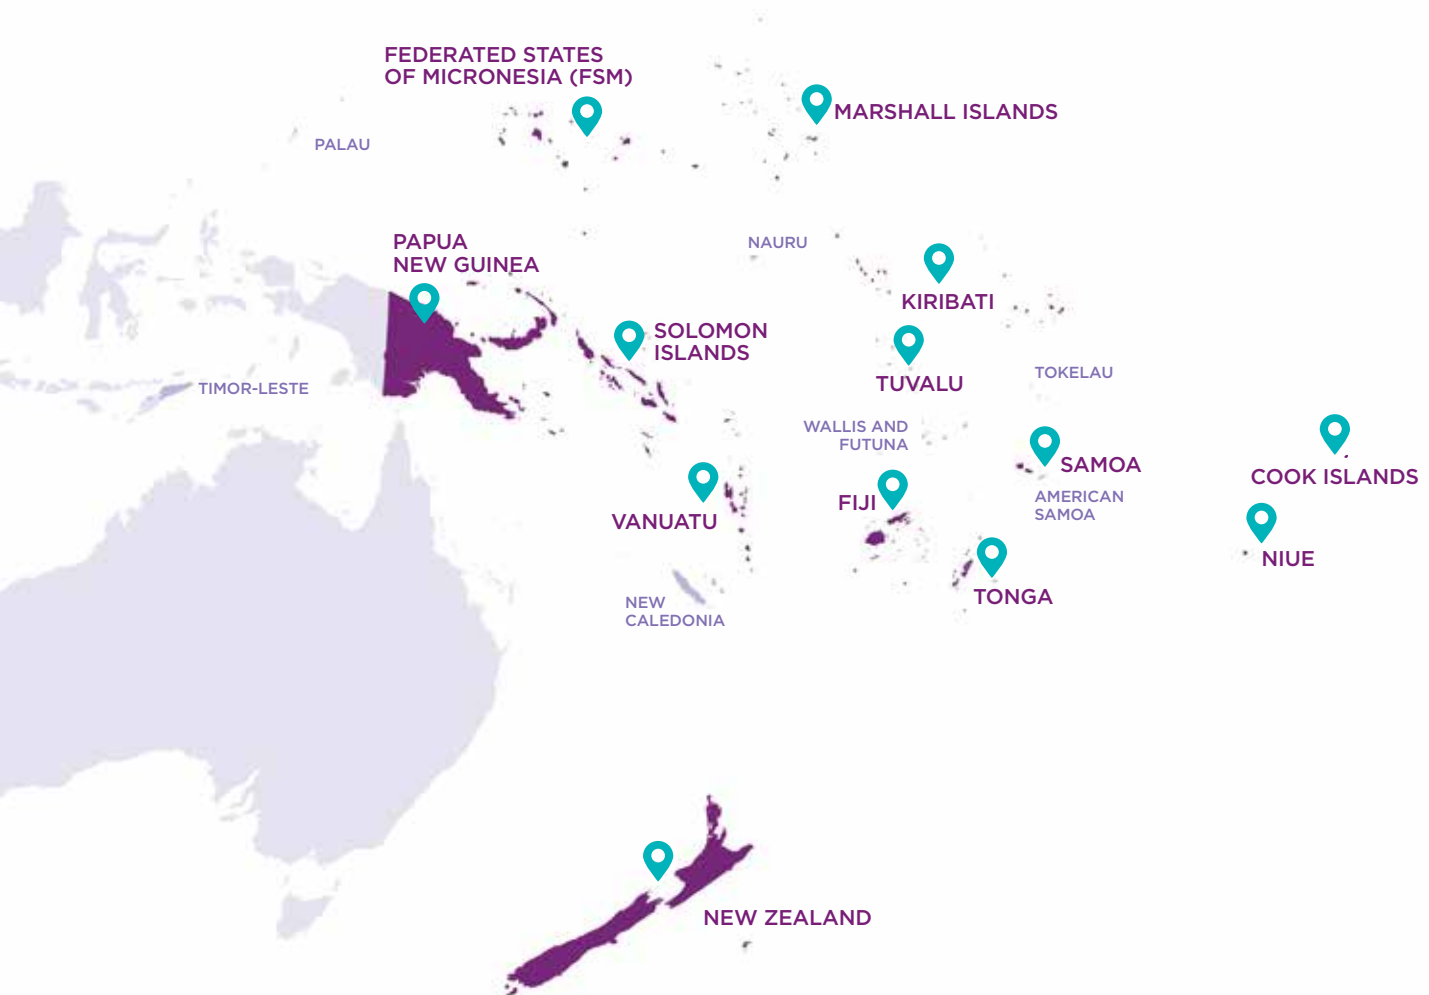 FEDERATED STATES
OF MICRONESIA (FSM)
MARSHALL ISLANDS
PALAU
PAPUA
NEW GUINEA
NAURU
KIRIBATI
SOLOMON
ISLANDS
TUVALU
TOKELAU
TIMOR-LESTE
WALLIS AND
FUTUNA
SAMOA
COOK ISLANDS
AMERICAN
SAMOA
FIJI
VANUATU
NIUE
TONGA
NEW
CALEDONIA
NEW ZEALAND